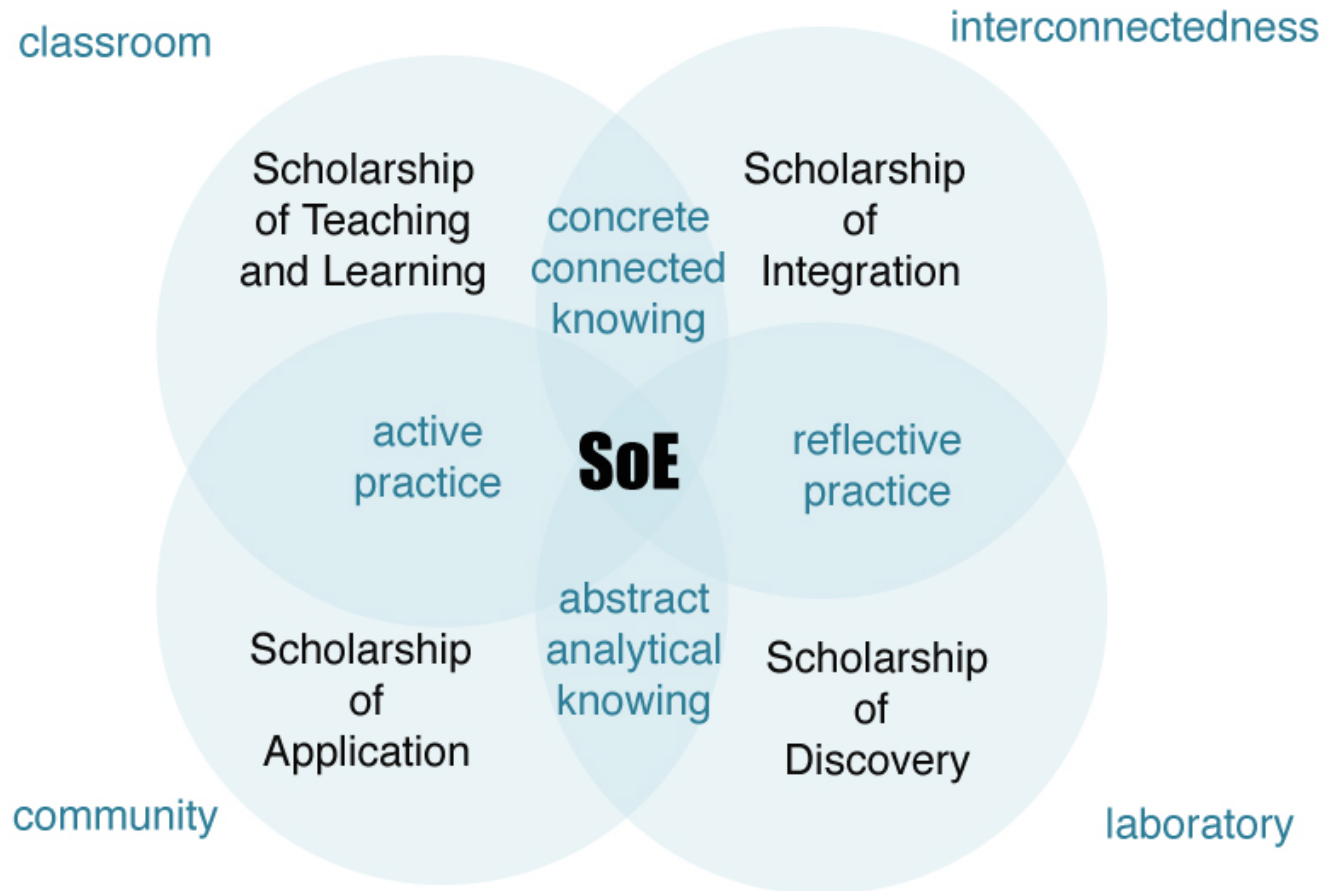 classroom
interconnectedness
Scholarship
of Teaching
and Learning
concrete
connected
knowing
Scholarship
of
Integration
active
practice
SoE
reflective
practice
Scholarship
of
Application
abstract
analytical
knowing
Scholarship
of
Discovery
community
laboratory